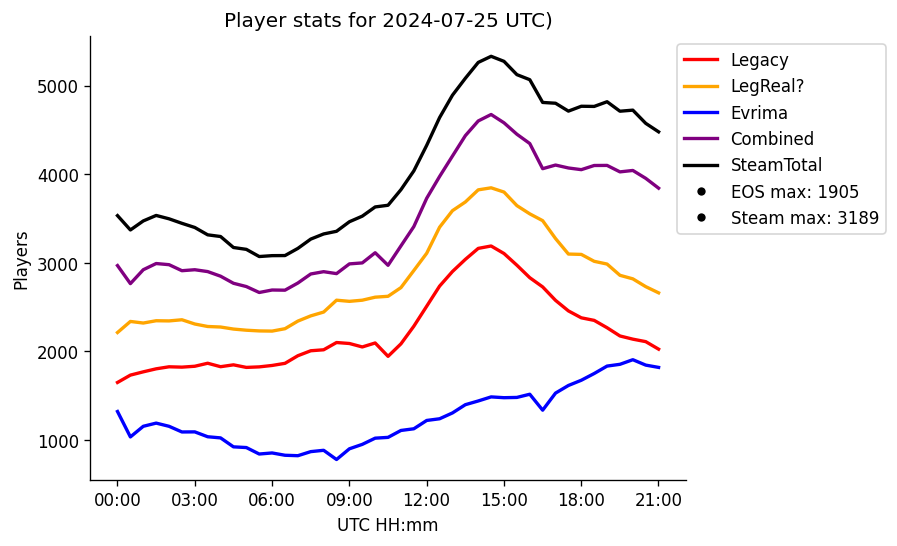 Player stats for 2024-07-25 UTC)
Legacy
LegReal?
Evrima
Combined
SteamTotal
EOS max: 1905
Steam max: 3189
Players
5000
4000
3000
2000
1000
00:00 03:00 06:00 09:00 12:00 15:00 18:00 21:00
UTC HH:mm